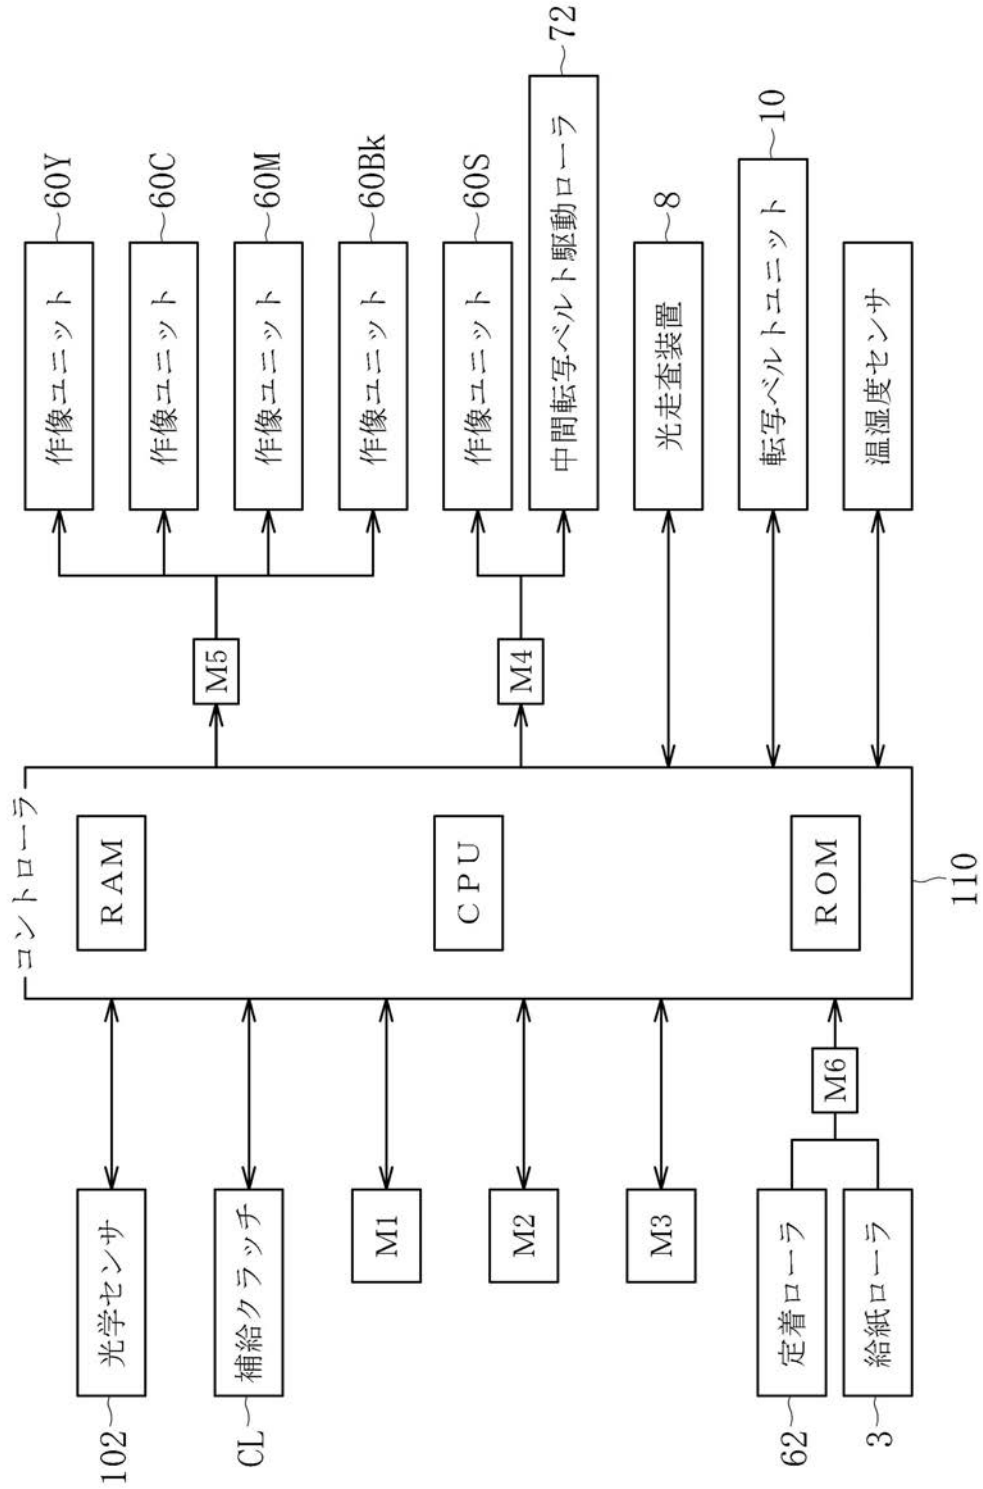 コントローラ
RAM
CPU
ROM
110
光学センサ
102
補給クラッチ
CL
M1
M2
M3
M6
定着ローラ
62
給紙ローラ
3
M5
作像ユニット
60Y
作像ユニット
60C
作像ユニット
60M
作像ユニット
60Bk
M4
作像ユニット
60S
中間転写ベルト駆動ローラ
72
光走査装置
8
転写ベルトユニット
10
温湿度センサ